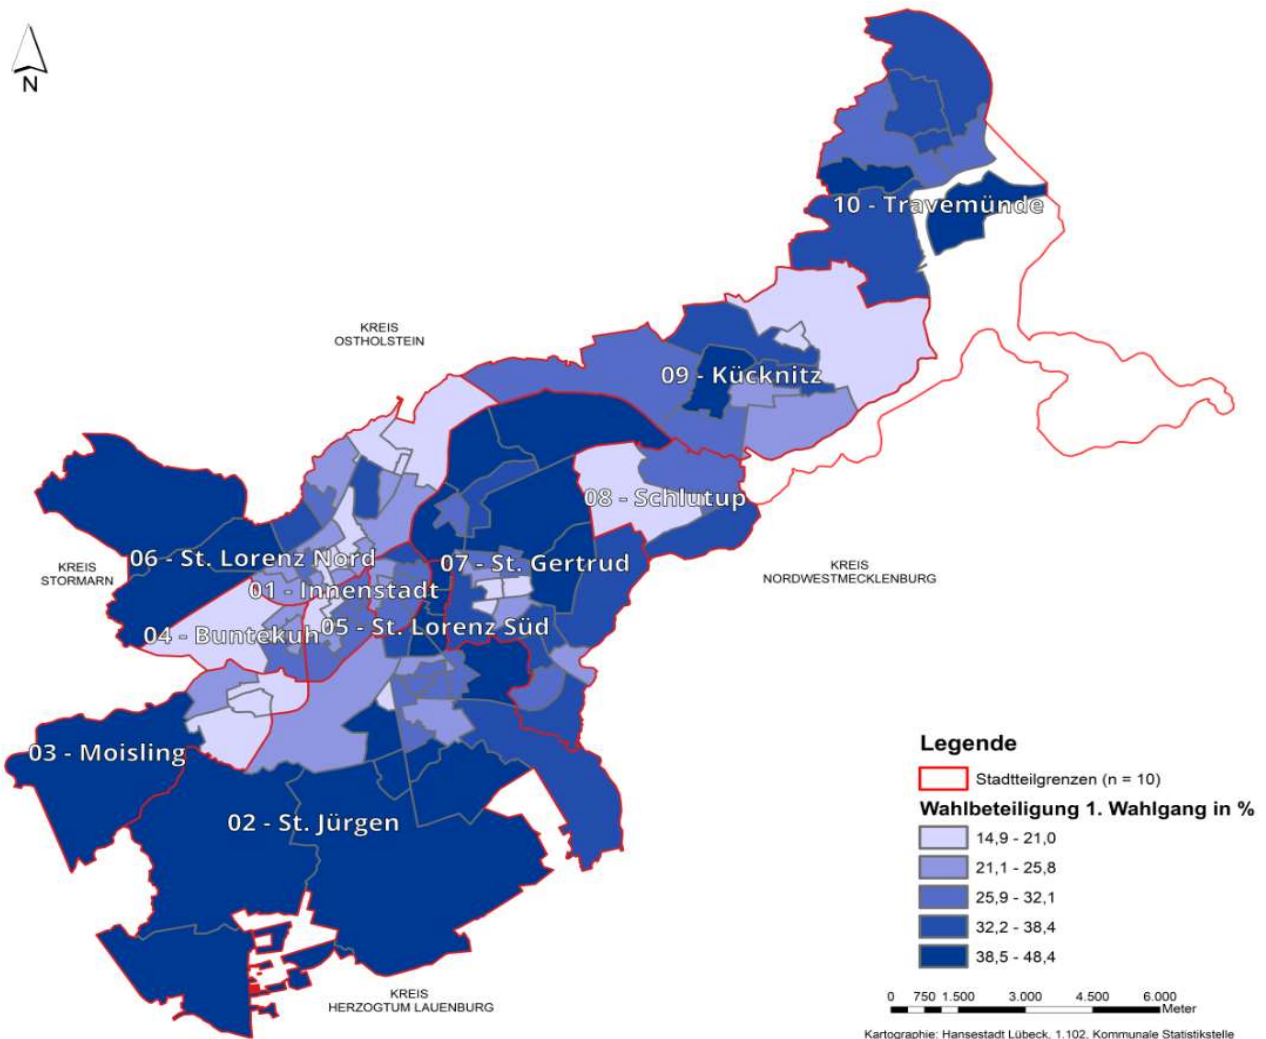 N
10 - Travemünde
KREIS
OSTHOLSTEIN
09 - Kücknitz
08 - Schlutup
06 - St. Lorenz Nord
07 - St. Gertrud
KREIS
STORMARN
KREIS
NORDWESTMECKLENBURG
01 - Innenstadt
04 - Buntekuh
05 - St. Lorenz Süd
03 - Moisling
02 - St. Jürgen
KREIS
HERZOGTUM LAUENBURG
Legende
Stadtteilgrenzen (n = 10)
Wahlbeteiligung 1. Wahlgang in %
14,9 - 21,0
21,1 - 25,8
25,9 - 32,1
32,2 - 38,4
38,5 - 48,4
0 750 1.500 3.000 4.500 6.000
Meter
Kartographie: Hansestadt Lübeck, 1.102, Kommunale Statistikstelle